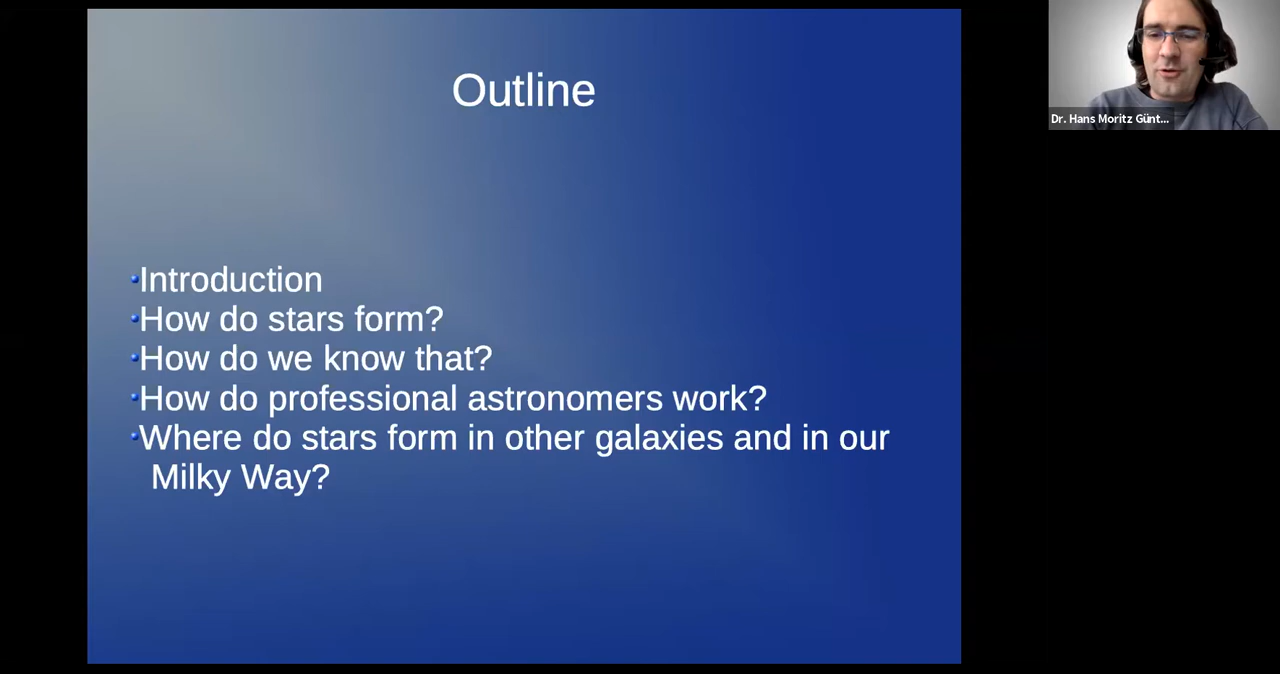 Outline
Introduction
How do stars form?
How do we know that?
How do professional astronomers work?
Where do stars form in other galaxies and in our
Milky Way?
Dr. Hans Moritz Günt...